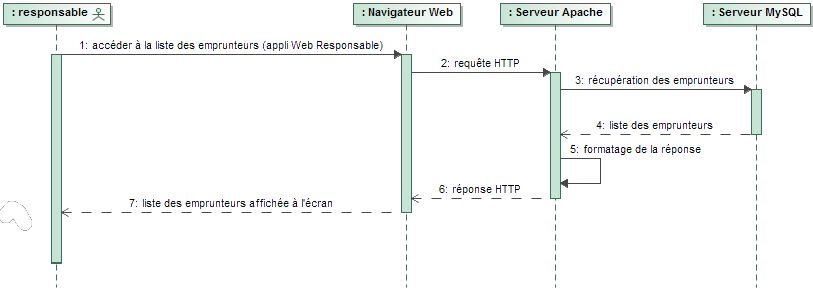 : responsable
: Navigateur Web
: Serveur Apache
: Serveur MySQL
1: accéder à la liste des emprunteurs (appli Web Responsable)
2: requête HTTP
3: récupération des emprunteurs
4: liste des emprunteurs
5: formatage de la réponse
6: réponse HTTP
7: liste des emprunteurs affichée à l'écran